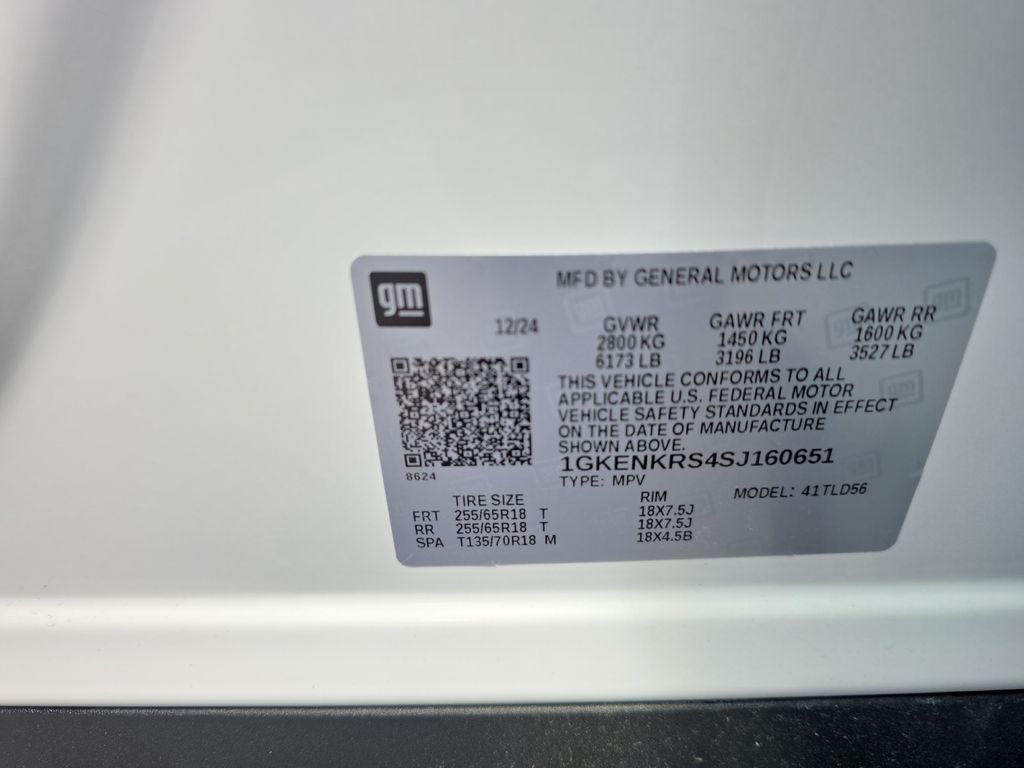 gm
MFD BY GENERAL MOTORS LLC
12/24
GVWR GAWR FRT GAWR RR
2800 KG 1450 KG 1600 KG
6173 LB 3196 LB 3527 LB
THIS VEHICLE CONFORMS TO ALL
APPLICABLE U.S. FEDERAL MOTOR
VEHICLE SAFETY STANDARDS IN EFFECT
ON THE DATE OF MANUFACTURE
SHOWN ABOVE.
1GKENKRS4SJ160651
8624
TYPE: MPV MODEL: 41TLD56
TIRE SIZE RIM
FRT 255/65R18 T 18X7.5J
RR 255/65R18 T 18X7.5J
SPA T135/70R18 M 18X4.5B